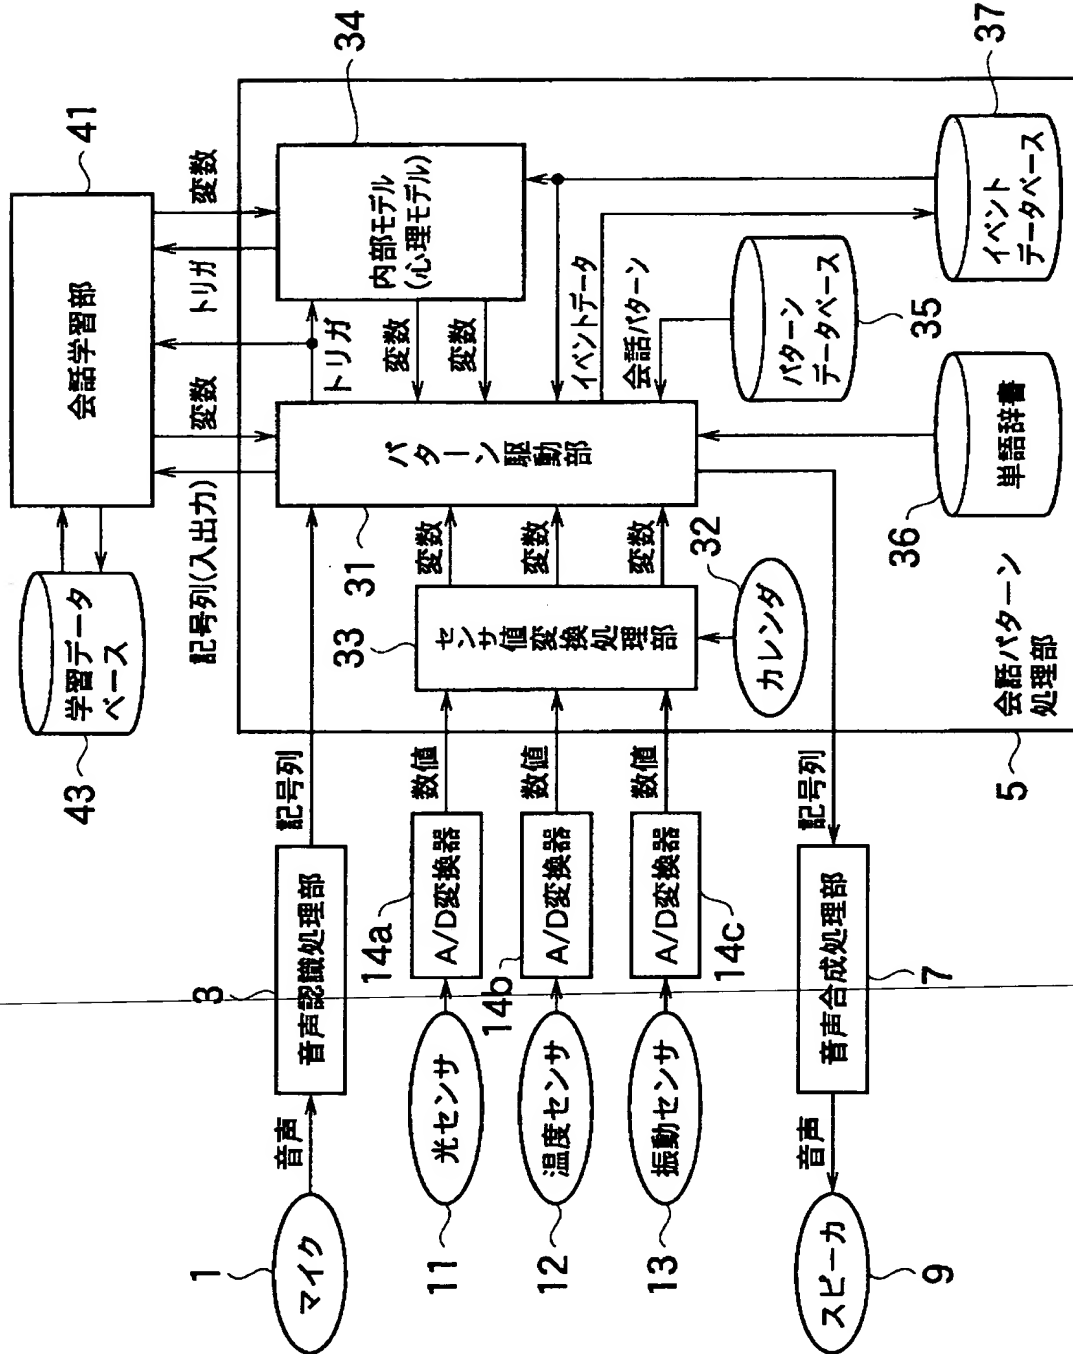 43
学習データ
ベース
会話学習部
41
記号列(入出力)
変数
トリガ
変数
34
内部モデル
(心理モデル)
トリガ
変数
変数
イベントデータ
会話パターン
パターン駆動部
31
33
センサ値変換処理部
変数
変数
変数
32
カレンダ
パターン
データベース
35
36
単語辞書
イベント
データベース
37
会話パターン
処理部
5
1
マイク
音声
3
音声認識処理部
記号列
11
光センサ
14a
A/D変換器
数値
12
温度センサ
14b
A/D変換器
数値
13
振動センサ
14c
A/D変換器
数値
記号列
7
音声合成処理部
音声
9
スピーカ